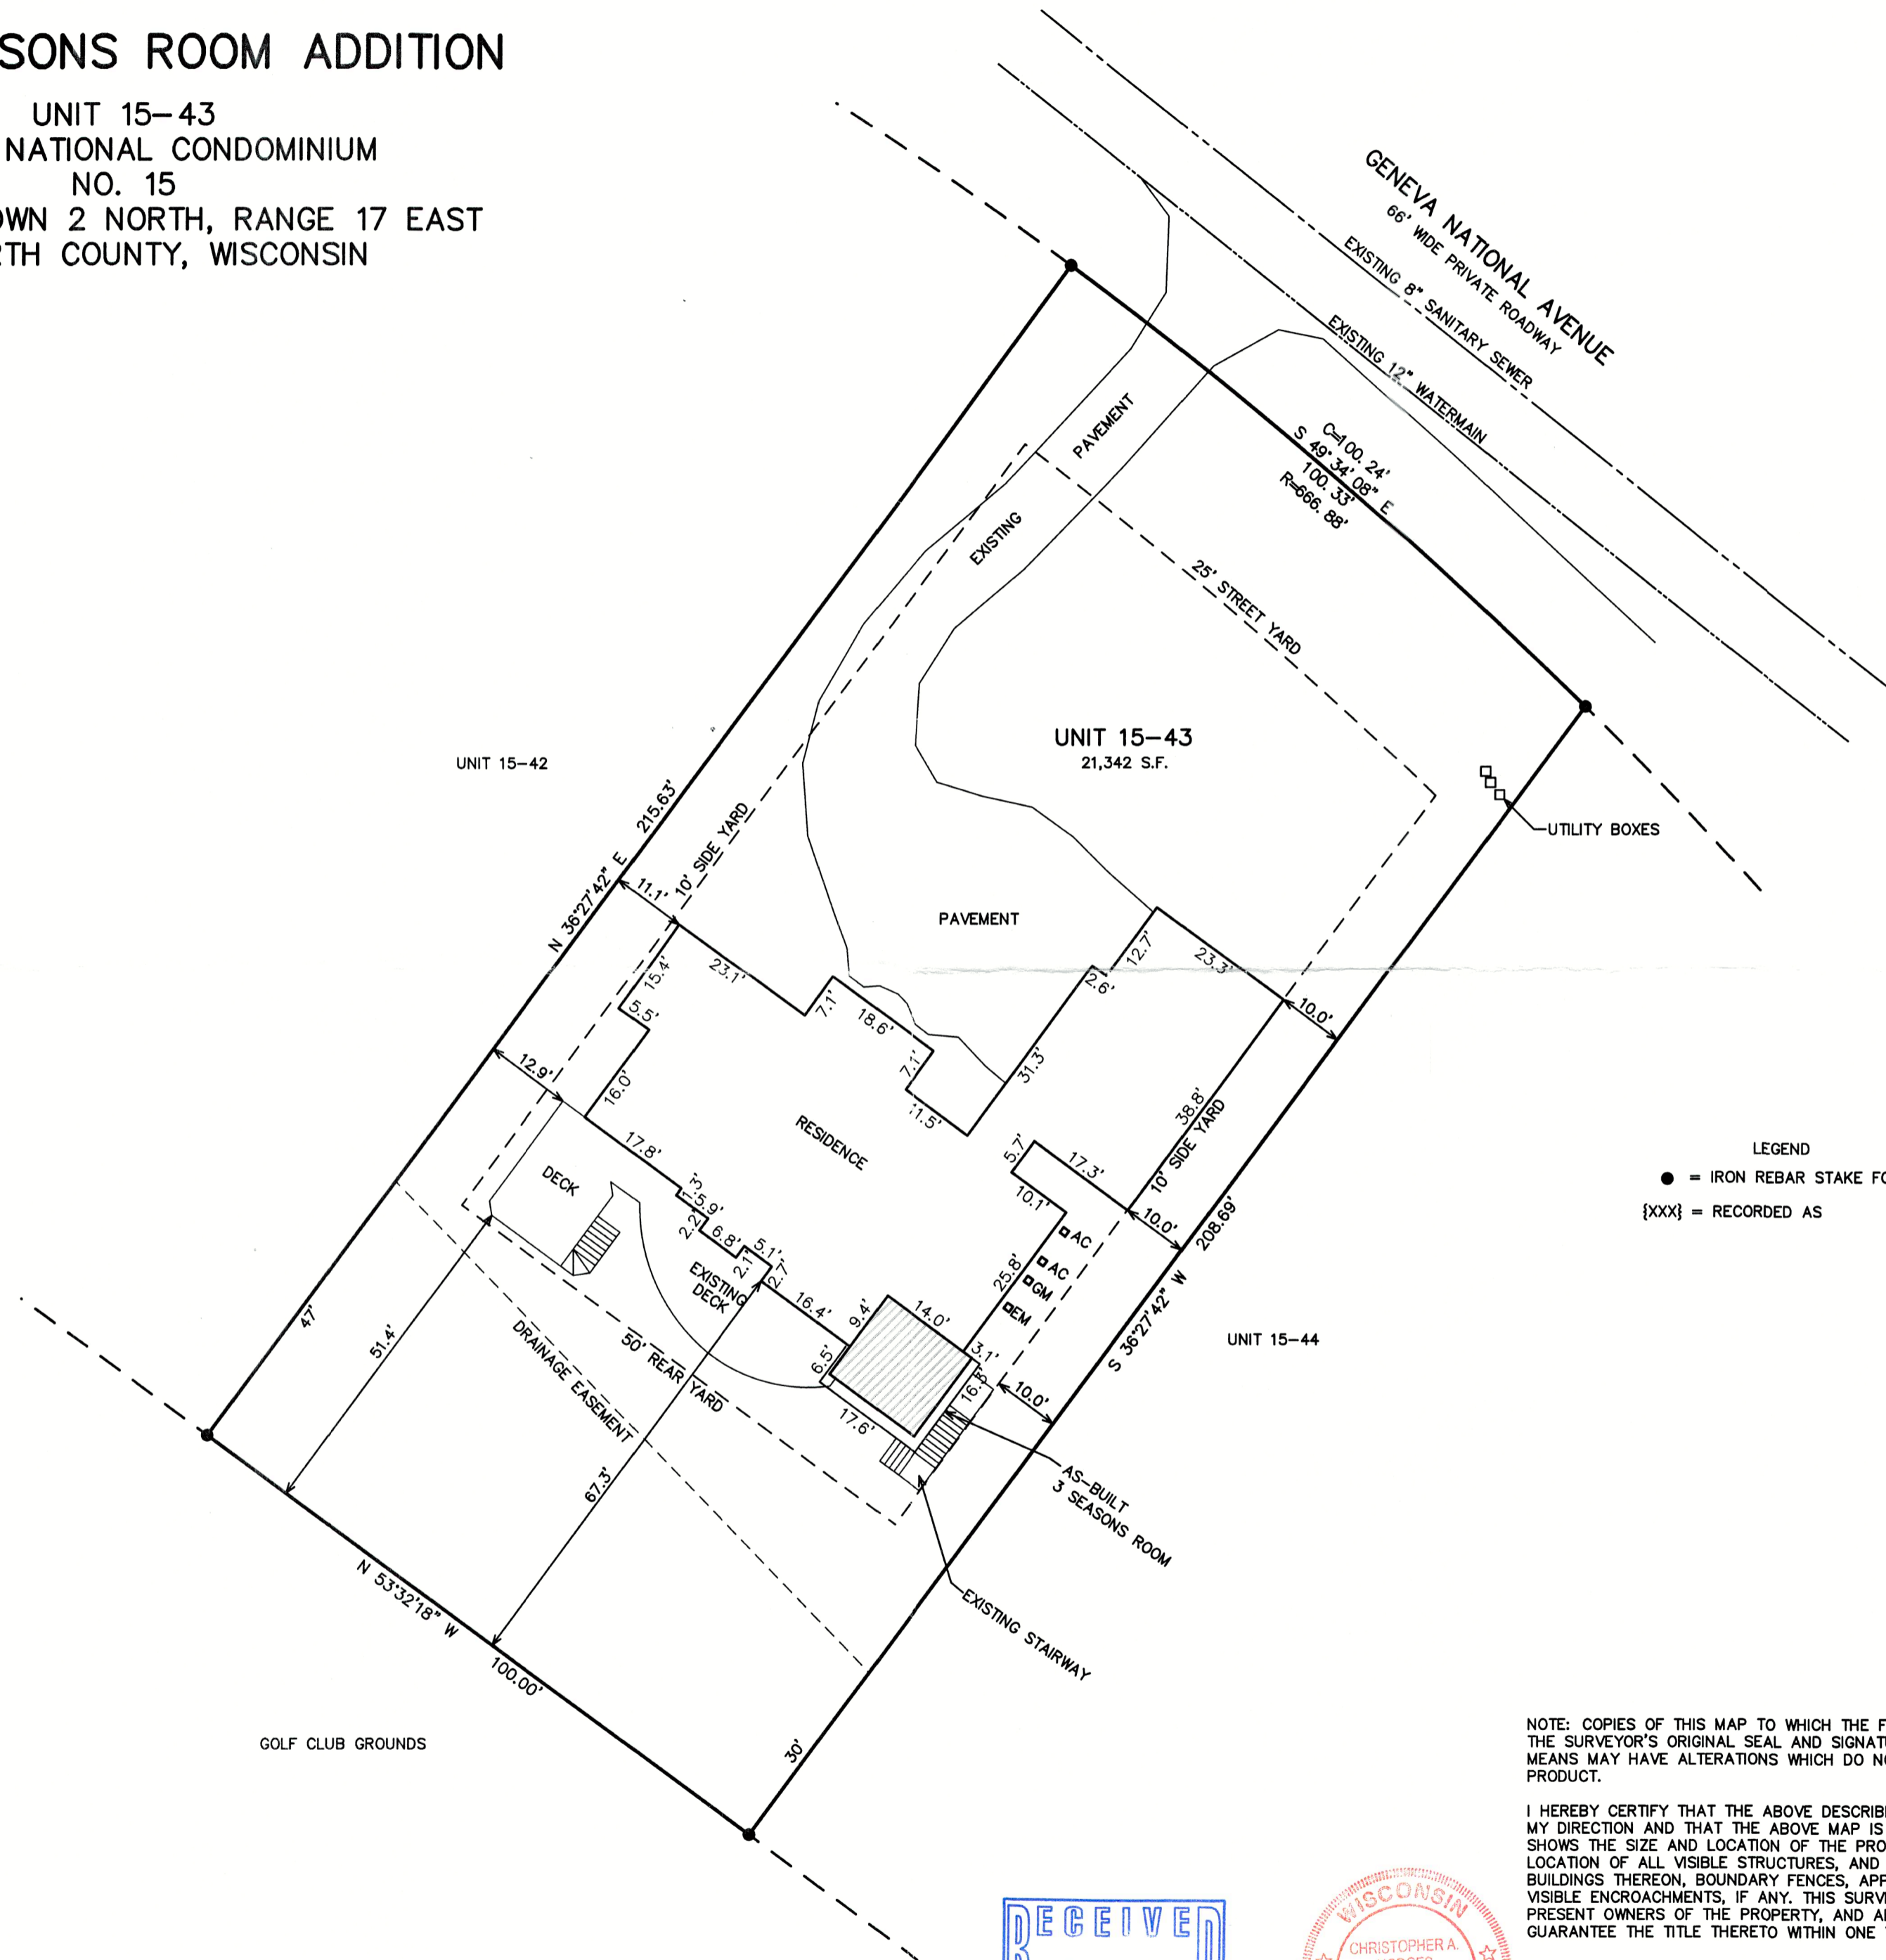 SONS ROOM ADDITION
UNIT 15-43
NATIONAL CONDOMINIUM
NO. 15
OWN 2 NORTH, RANGE 17 EAST
RTH COUNTY, WISCONSIN
GENEVA NATIONAL AVENUE
66' WIDE PRIVATE ROADWAY
EXISTING 8" SANITARY SEWER
EXISTING 12" WATERMAIN
C=100.24'
S 49°34'08" E
100.33'
R=666.88'
PAVEMENT
EXISTING
25' STREET YARD
UNIT 15-43
21,342 S.F.
UNIT 15-42
215.63'
N 36°27'42" E
10' SIDE YARD
UTILITY BOXES
11.1'
PAVEMENT
15.4'
23.1'
12.7'
23.3'
2.6'
5.5'
7.1'
18.6'
10.0'
12.9'
16.0'
7.1'
31.3'
11.5'
38.8'
10' SIDE YARD
RESIDENCE
17.8'
5.7'
17.3'
10.1'
DECK
1.3'
5.9'
2.2'
6.8'
5.1'
2.1'
2.7'
10.0'
208.69'
S 36°27'42" W
AC
AC
GM
EM
25.8'
EXISTING
DECK
16.4'
9.4'
14.0'
6.5'
3.1'
16.5'
17.6'
10.0'
UNIT 15-44
LEGEND
= IRON REBAR STAKE FO
{XXX} = RECORDED AS
47'
51.4'
DRAINAGE EASEMENT
50' REAR YARD
67.3'
AS-BUILT
3 SEASONS ROOM
EXISTING STAIRWAY
N 53°32'18" W
100.00'
30'
GOLF CLUB GROUNDS
NOTE: COPIES OF THIS MAP TO WHICH THE F
THE SURVEYOR'S ORIGINAL SEAL AND SIGNATU
MEANS MAY HAVE ALTERATIONS WHICH DO NO
PRODUCT.
I HEREBY CERTIFY THAT THE ABOVE DESCRIB
MY DIRECTION AND THAT THE ABOVE MAP IS
SHOWS THE SIZE AND LOCATION OF THE PRO
LOCATION OF ALL VISIBLE STRUCTURES, AND
BUILDINGS THEREON, BOUNDARY FENCES, APP
VISIBLE ENCROACHMENTS, IF ANY. THIS SURV
PRESENT OWNERS OF THE PROPERTY, AND A
GUARANTEE THE TITLE THERETO WITHIN ONE
RECEIVED
WISCONSIN
CHRISTOPHER A.